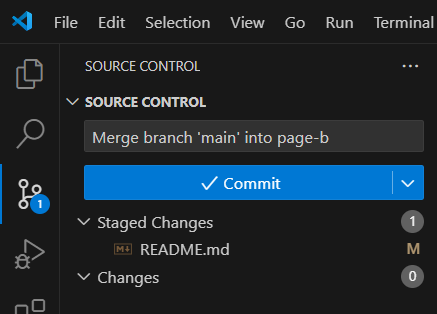 File Edit Selection View Go Run Terminal
SOURCE CONTROL
SOURCE CONTROL
Merge branch 'main' into page-b
Commit
1
Staged Changes 1
README.md M
Changes 0